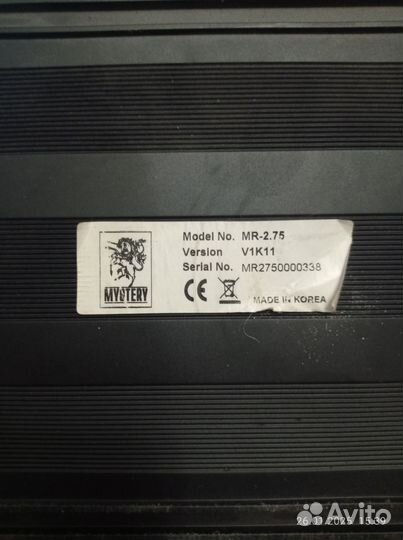 Model No. MR-2.75
Version V1K11
Serial No. MR2750000338
MYSTERY
CE
MADE IN KOREA
Avito